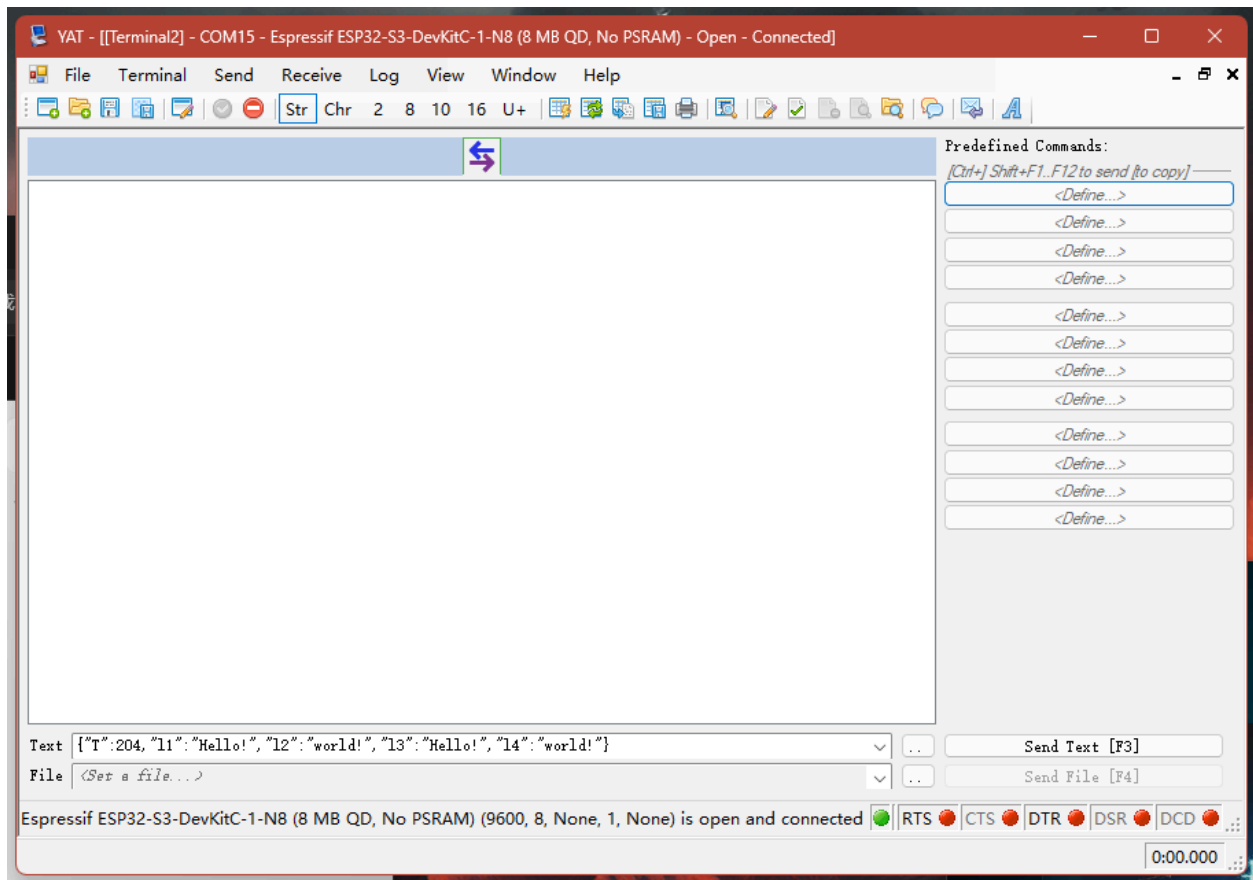 YAT - [[Terminal2] - COM15 - Espressif ESP32-S3-DevKitC-1-N8 (8 MB QD, No PSRAM) - Open - Connected]
File Terminal Send Receive Log View Window Help
Str Chr 2 8 10 16 U+
Predefined Commands:
[Ctrl+] Shift+F1..F12 to send [to copy]
<Define...>
<Define...>
<Define...>
<Define...>
<Define...>
<Define...>
<Define...>
<Define...>
<Define...>
<Define...>
<Define...>
<Define...>
Text {"T":204,"l1":"Hello!","l2":"world!","l3":"Hello!","l4":"world!"} .. Send Text [F3]
File <Set a file...> .. Send File [F4]
Espressif ESP32-S3-DevKitC-1-N8 (8 MB QD, No PSRAM) (9600, 8, None, 1, None) is open and connected RTS CTS DTR DSR DCD
0:00.000